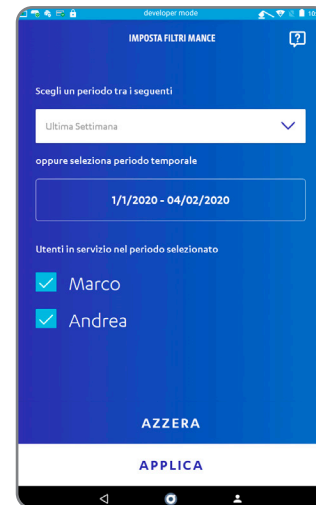 developer mode
IMPOSTA FILTRI MANCE
Scegli un periodo tra i seguenti
Ultima Settimana
oppure seleziona periodo temporale
1/1/2020 - 04/02/2020
Utenti in servizio nel periodo selezionato
Marco
Andrea
AZZERA
APPLICA